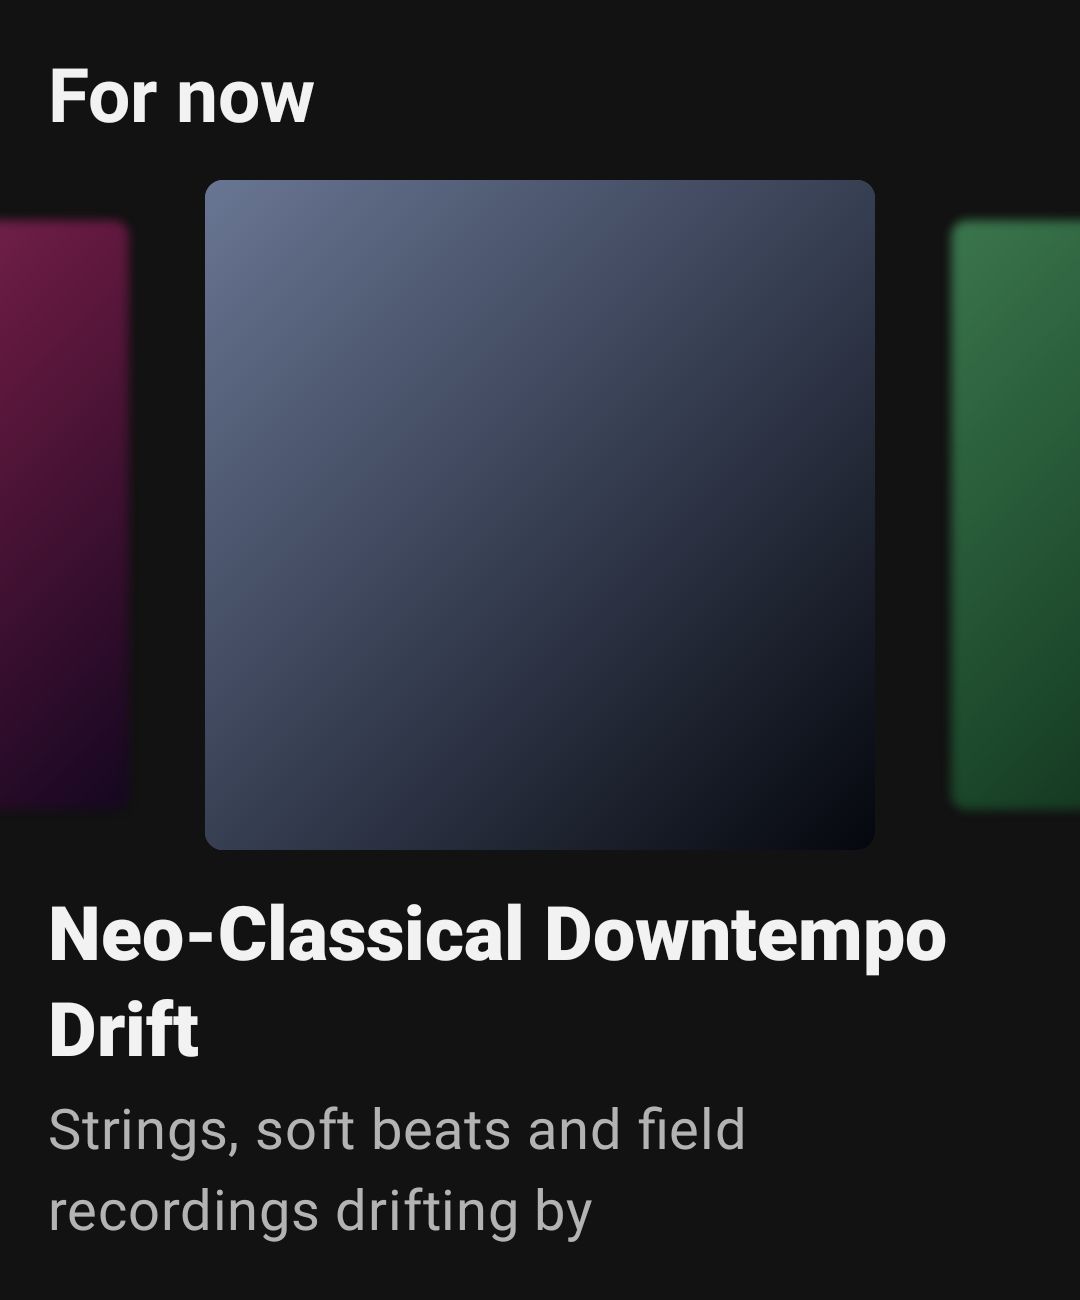 For now
Neo-Classical Downtempo
Drift
Strings, soft beats and field
recordings drifting by